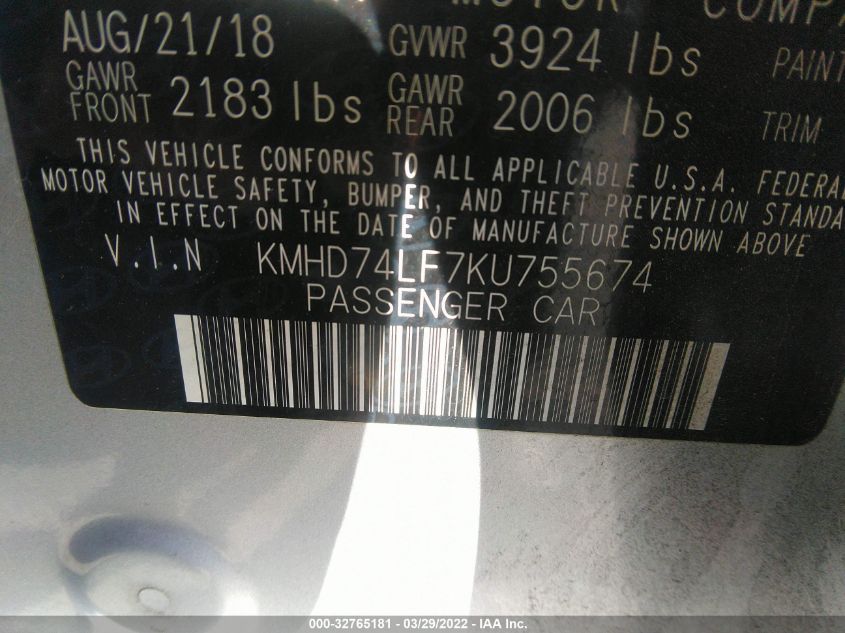 MOTOR COMPA
AUG/21/18 GVWR 3924 lbs PAINT
GAWR FRONT 2183 lbs GAWR REAR 2006 lbs TRIM
THIS VEHICLE CONFORMS TO ALL APPLICABLE U.S.A. FEDERAL
MOTOR VEHICLE SAFETY, BUMPER, AND THEFT PREVENTION STANDA
IN EFFECT ON THE DATE OF MANUFACTURE SHOWN ABOVE
V.I.N KMHD74LF7KU755674
PASSENGER CAR
000-32765181 - 03/29/2022 - IAA Inc.